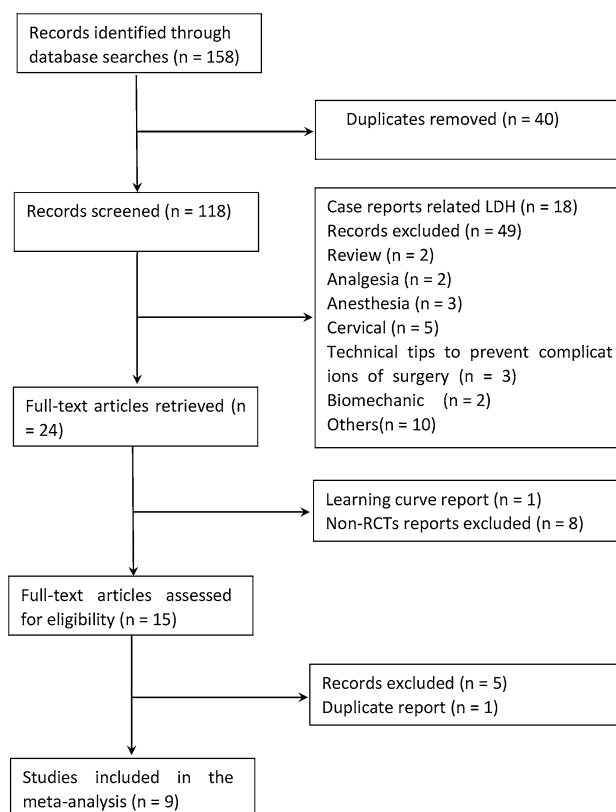 Records identified through
database searches (n = 158)
Duplicates removed (n = 40)
Records screened (n = 118)
Case reports related LDH (n = 18)
Records excluded (n = 49)
Review (n = 2)
Analgesia (n = 2)
Anesthesia (n = 3)
Cervical (n = 5)
Technical tips to prevent complicat
ions of surgery (n = 3)
Biomechanic (n = 2)
Others(n = 10)
Full-text articles retrieved (n
= 24)
Learning curve report (n = 1)
Non-RCTs reports excluded (n = 8)
Full-text articles assessed
for eligibility (n = 15)
Records excluded (n = 5)
Duplicate report (n = 1)
Studies included in the
meta-analysis (n = 9)